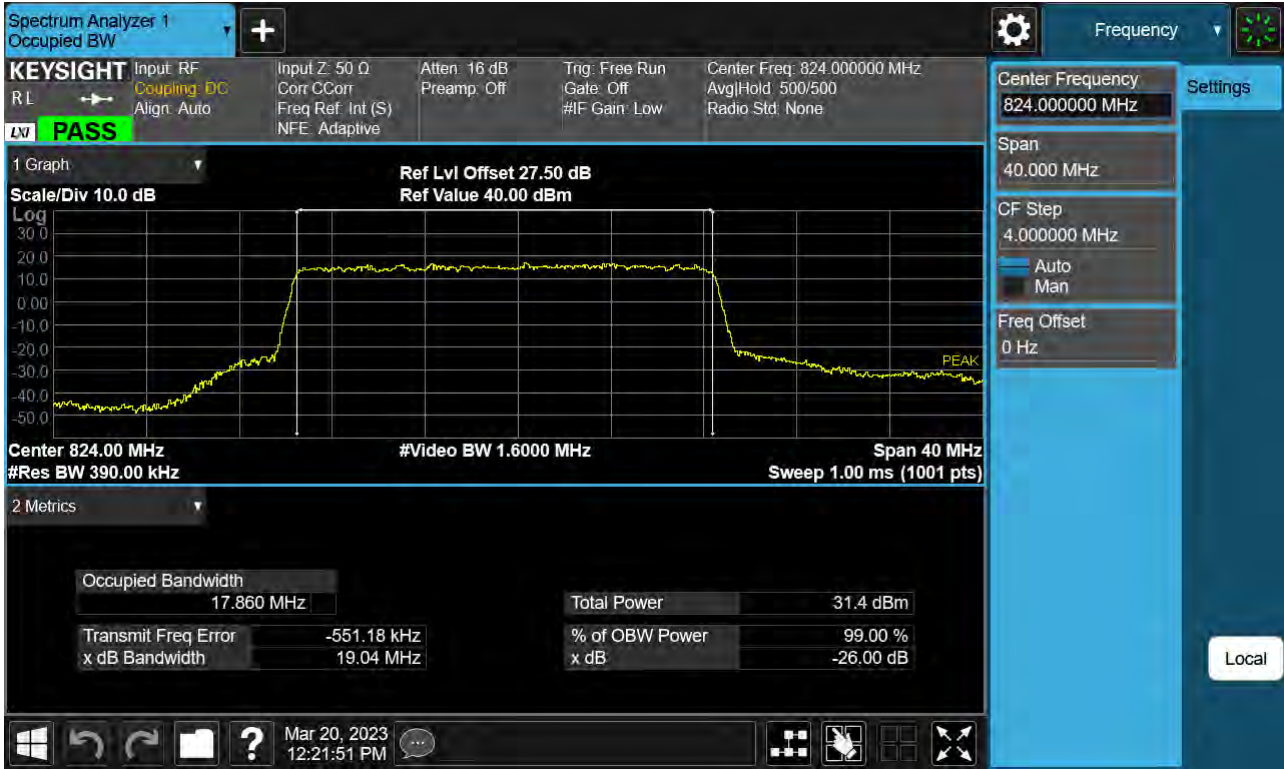 Spectrum Analyzer 1
Occupied BW
+
Frequency
KEYSIGHT
RL
LXI
PASS
Input: RF
Coupling: DC
Align: Auto
Input Z: 50 Ω
Corr CCorr
Freq Ref: Int (S)
NFE: Adaptive
Atten: 16 dB
Preamp: Off
Trig: Free Run
Gate: Off
#IF Gain: Low
Center Freq: 824.000000 MHz
Avg|Hold: 500/500
Radio Std: None
1 Graph
Scale/Div 10.0 dB
Ref Lvl Offset 27.50 dB
Ref Value 40.00 dBm
Log
30.0
20.0
10.0
0.00
-10.0
-20.0
-30.0
-40.0
-50.0
PEAK
Center 824.00 MHz
#Video BW 1.6000 MHz
Span 40 MHz
#Res BW 390.00 kHz
Sweep 1.00 ms (1001 pts)
2 Metrics
Occupied Bandwidth
17.860 MHz
Total Power 31.4 dBm
Transmit Freq Error -551.18 kHz
% of OBW Power 99.00 %
x dB Bandwidth 19.04 MHz
x dB -26.00 dB
?
Mar 20, 2023
12:21:51 PM
Center Frequency
824.000000 MHz
Settings
Span
40.000 MHz
CF Step
4.000000 MHz
Auto
Man
Freq Offset
0 Hz
Local